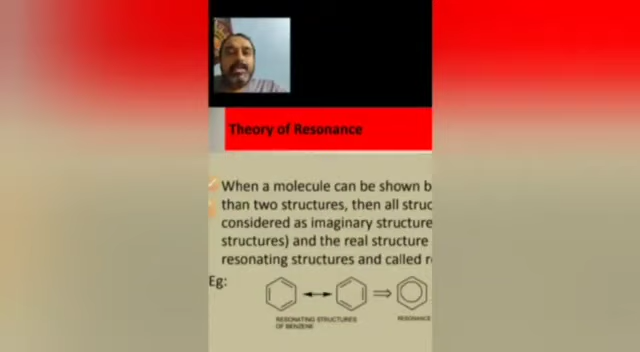 Theory of Resonance
When a molecule can be shown b
than two structures, then all struc
considered as imaginary structure
structures) and the real structure
resonating structures and called r
Eg:
RESONATING STRUCTURES
OF BENZENE
RESONANCE